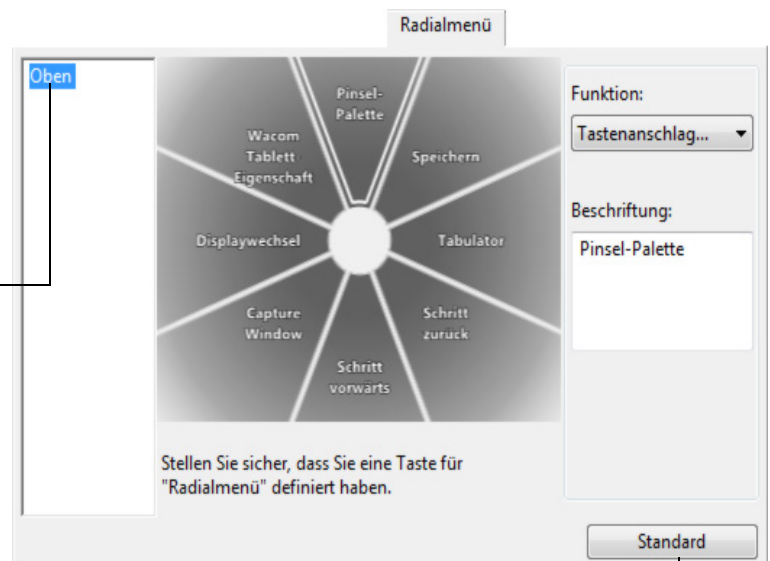 Radialmenü
Oben
Pinsel-
Palette
Wacom
Tablett
Eigenschaft
Speichern
Displaywechsel
Tabulator
Capture
Window
Schritt
zurück
Schritt
vorwärts
Stellen Sie sicher, dass Sie eine Taste für
"Radialmenü" definiert haben.
Funktion:
Tastenanschlag...
Beschriftung:
Pinsel-Palette
Standard